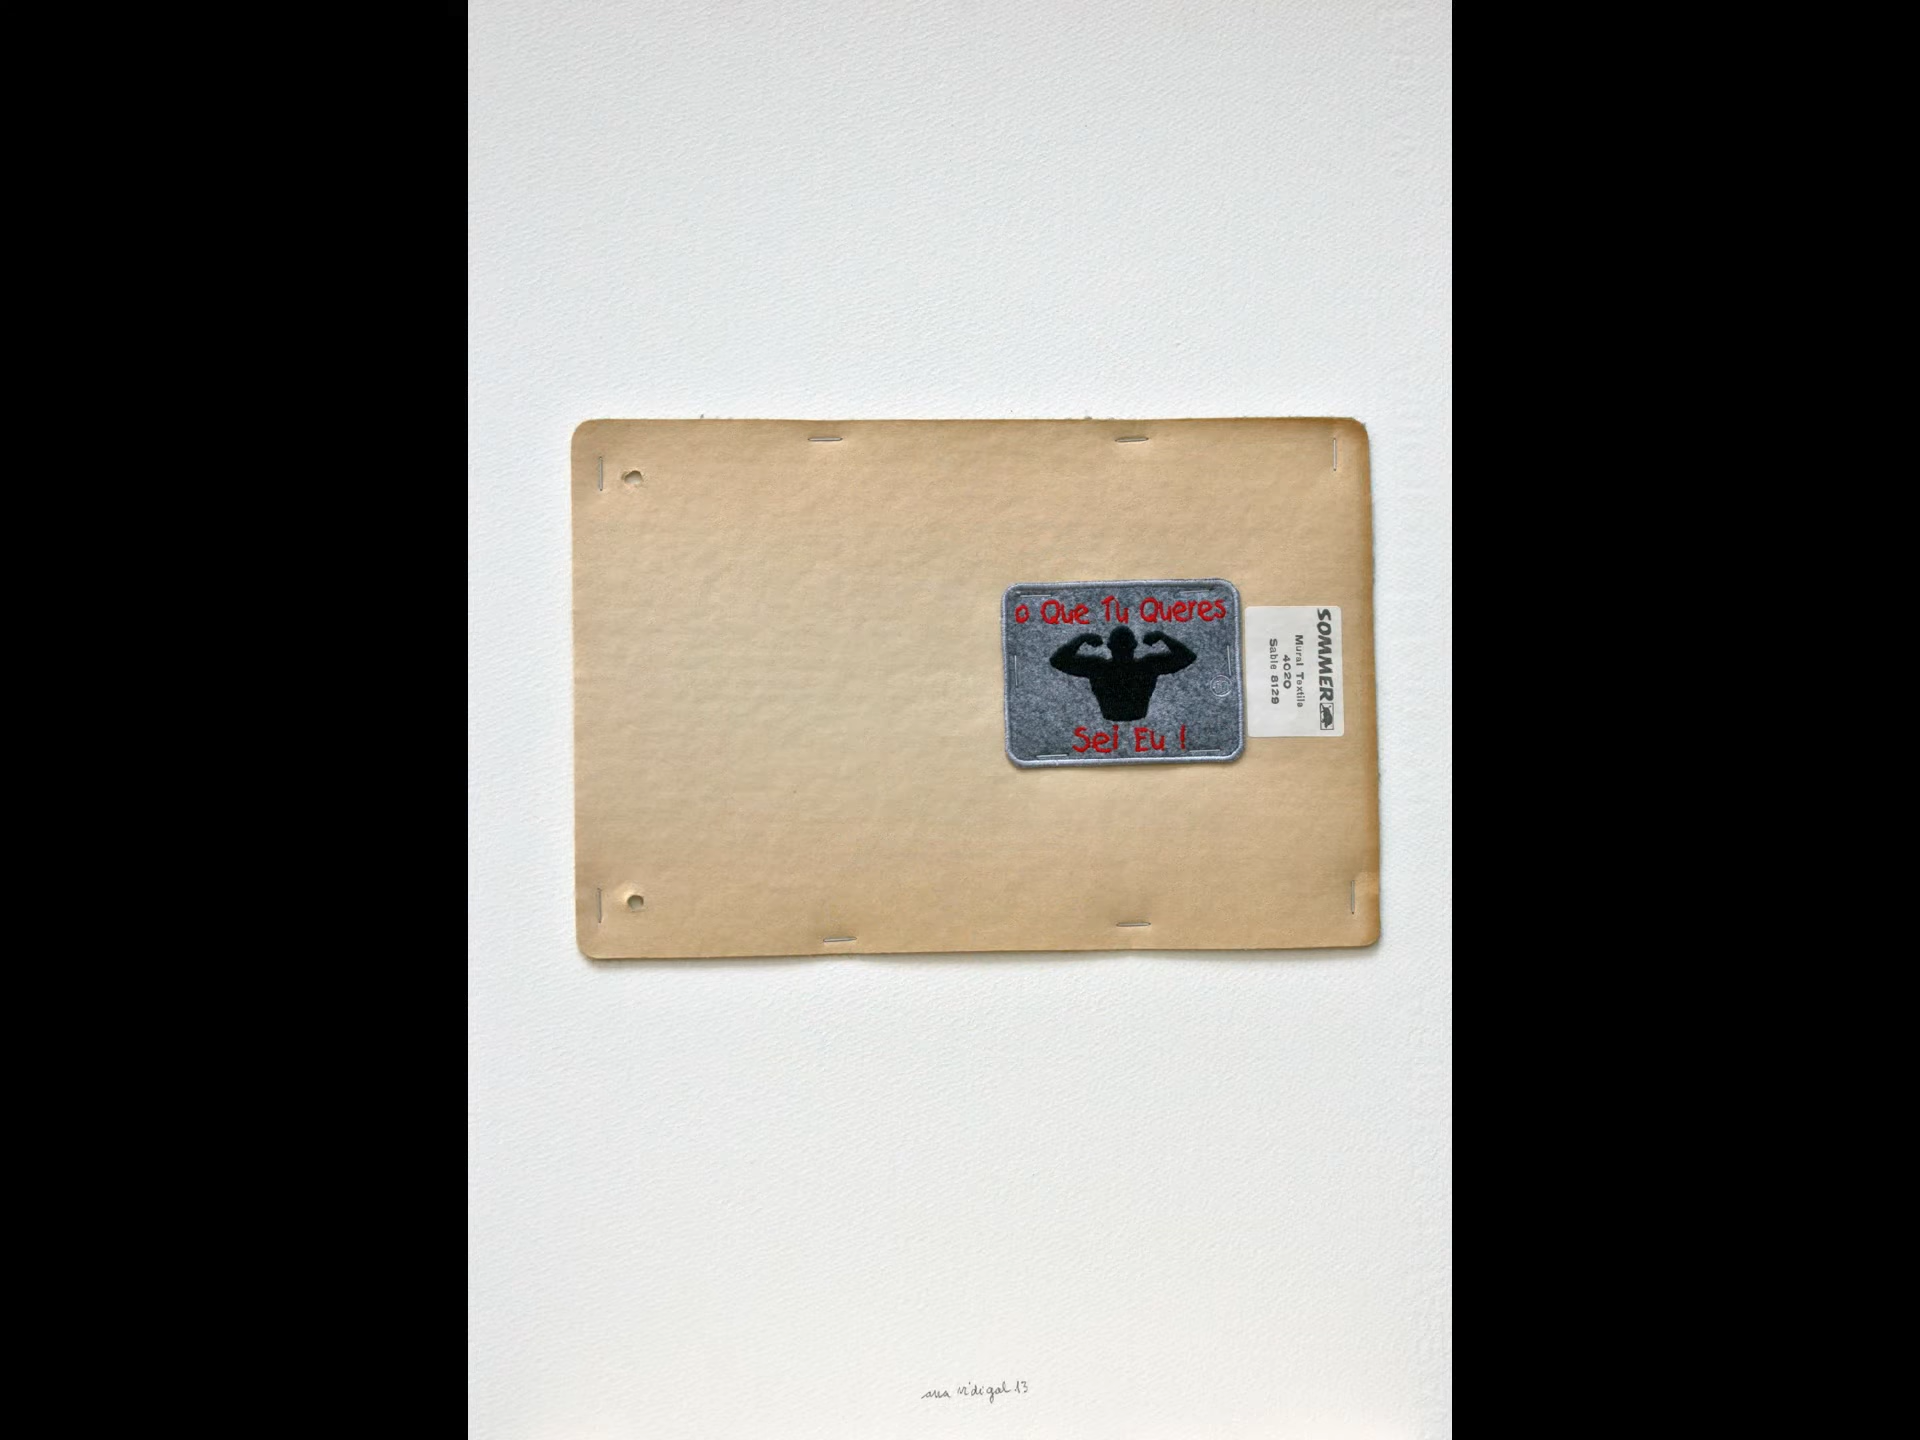 o Que Tu Queres
Sei Eu !
SOMMER
Mural Textile
4020
Sable 8129
ana vidigal 13